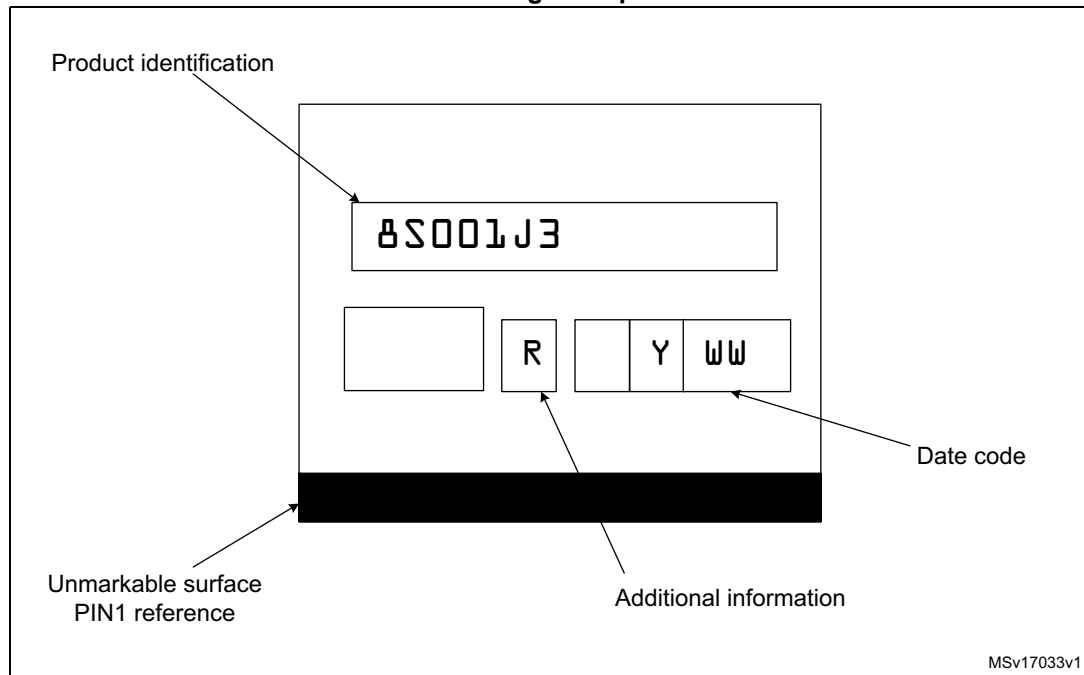 Product identification
8S001J3
R Y WW
Date code
Unmarkable surface
PIN1 reference
Additional information
MSv17033v1